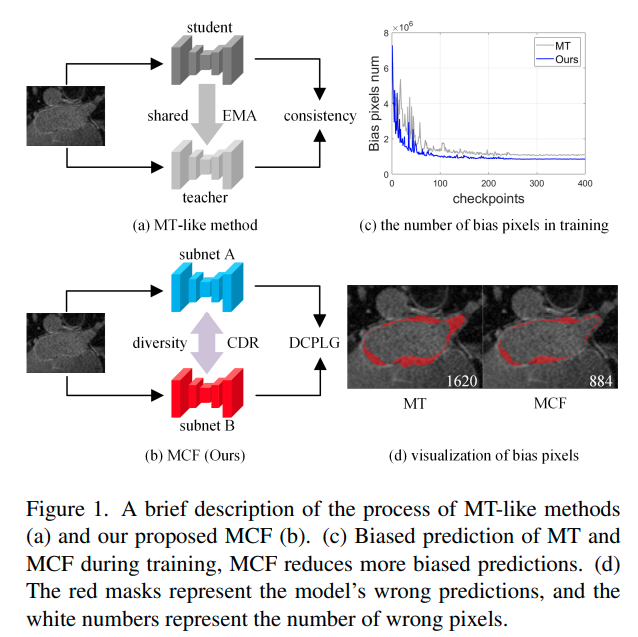 student
shared EMA
consistency
teacher
(a) MT-like method
8 ×10⁶
MT
Ours
6
4
2
0
Bias pixels num
0 100 200 300 400
checkpoints
(c) the number of bias pixels in training
subnet A
diversity CDR
DCPLG
subnet B
(b) MCF (Ours)
1620
884
MT MCF
(d) visualization of bias pixels
Figure 1. A brief description of the process of MT-like methods
(a) and our proposed MCF (b). (c) Biased prediction of MT and
MCF during training, MCF reduces more biased predictions. (d)
The red masks represent the model's wrong predictions, and the
white numbers represent the number of wrong pixels.